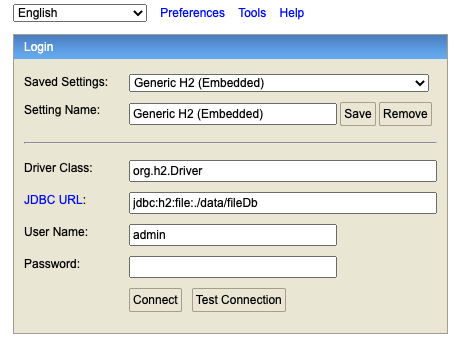 English Preferences Tools Help
Login
Saved Settings: Generic H2 (Embedded)
Setting Name: Generic H2 (Embedded) Save Remove
Driver Class: org.h2.Driver
JDBC URL: jdbc:h2:file:./data/fileDb
User Name: admin
Password:
Connect Test Connection